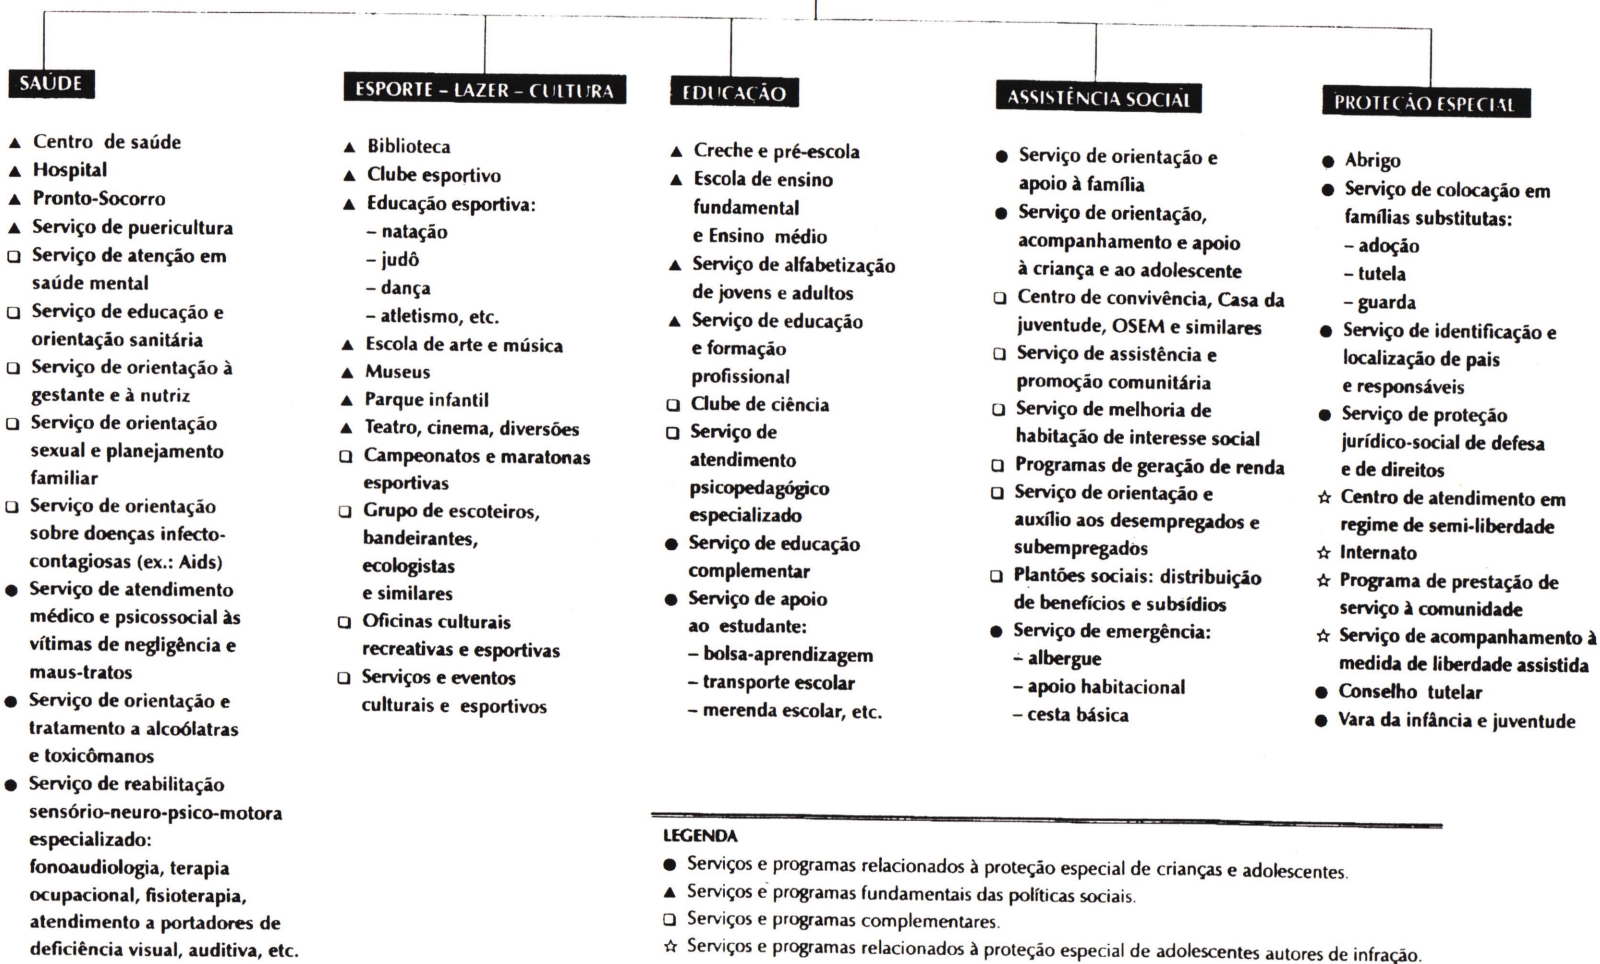 SAÚDE
▲ Centro de saúde
▲ Hospital
▲ Pronto-Socorro
▲ Serviço de puericultura
❏ Serviço de atenção em
saúde mental
❏ Serviço de educação e
orientação sanitária
❏ Serviço de orientação à
gestante e à nutriz
❏ Serviço de orientação
sexual e planejamento
familiar
❏ Serviço de orientação
sobre doenças infecto-
contagiosas (ex.: Aids)
● Serviço de atendimento
médico e psicossocial às
vítimas de negligência e
maus-tratos
● Serviço de orientação e
tratamento a alcoólatras
e toxicômanos
● Serviço de reabilitação
sensório-neuro-psico-motora
especializado:
fonoaudiologia, terapia
ocupacional, fisioterapia,
atendimento a portadores de
deficiência visual, auditiva, etc.
ESPORTE – LAZER – CULTURA
▲ Biblioteca
▲ Clube esportivo
▲ Educação esportiva:
– natação
– judô
– dança
– atletismo, etc.
▲ Escola de arte e música
▲ Museus
▲ Parque infantil
▲ Teatro, cinema, diversões
❏ Campeonatos e maratonas
esportivas
❏ Grupo de escoteiros,
bandeirantes,
ecologistas
e similares
❏ Oficinas culturais
recreativas e esportivas
❏ Serviços e eventos
culturais e esportivos
EDUCAÇÃO
▲ Creche e pré-escola
▲ Escola de ensino
fundamental
e Ensino médio
▲ Serviço de alfabetização
de jovens e adultos
▲ Serviço de educação
e formação
profissional
❏ Clube de ciência
❏ Serviço de
atendimento
psicopedagógico
especializado
● Serviço de educação
complementar
● Serviço de apoio
ao estudante:
– bolsa-aprendizagem
– transporte escolar
– merenda escolar, etc.
ASSISTÊNCIA SOCIAL
● Serviço de orientação e
apoio à família
● Serviço de orientação,
acompanhamento e apoio
à criança e ao adolescente
❏ Centro de convivência, Casa da
juventude, OSEM e similares
❏ Serviço de assistência e
promoção comunitária
❏ Serviço de melhoria de
habitação de interesse social
❏ Programas de geração de renda
❏ Serviço de orientação e
auxílio aos desempregados e
subempregados
❏ Plantões sociais: distribuição
de benefícios e subsídios
● Serviço de emergência:
– albergue
– apoio habitacional
– cesta básica
PROTEÇÃO ESPECIAL
● Abrigo
● Serviço de colocação em
famílias substitutas:
– adoção
– tutela
– guarda
● Serviço de identificação e
localização de pais
e responsáveis
● Serviço de proteção
jurídico-social de defesa
e de direitos
☆ Centro de atendimento em
regime de semi-liberdade
☆ Internato
☆ Programa de prestação de
serviço à comunidade
☆ Serviço de acompanhamento à
medida de liberdade assistida
● Conselho tutelar
● Vara da infância e juventude
LEGENDA
● Serviços e programas relacionados à proteção especial de crianças e adolescentes.
▲ Serviços e programas fundamentais das políticas sociais.
❏ Serviços e programas complementares.
☆ Serviços e programas relacionados à proteção especial de adolescentes autores de infração.